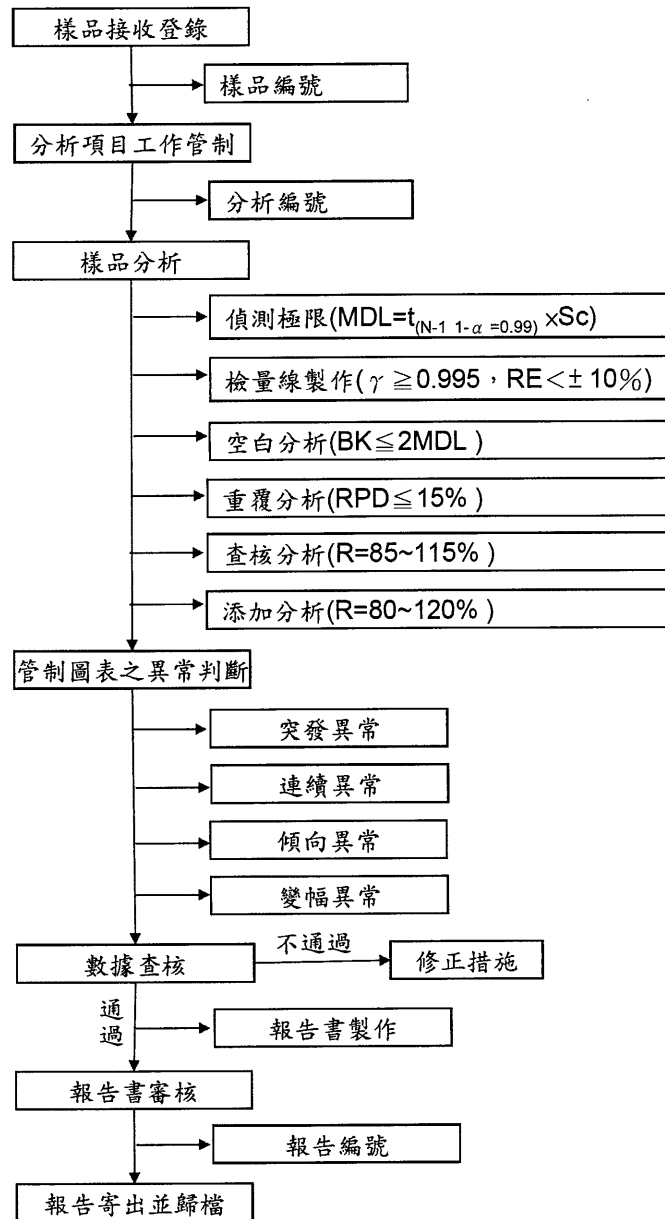 樣品接收登錄
樣品編號
分析項目工作管制
分析編號
樣品分析
偵測極限(MDL=t(N-1 1-α =0.99) ×Sc)
檢量線製作(γ≧0.995，RE<±10%)
空白分析(BK≦2MDL )
重覆分析(RPD≦15%)
查核分析(R=85~115% )
添加分析(R=80~120% )
管制圖表之異常判斷
突發異常
連續異常
傾向異常
變幅異常
數據查核
不通過
修正措施
通過
報告書製作
報告書審核
報告編號
報告寄出並歸檔